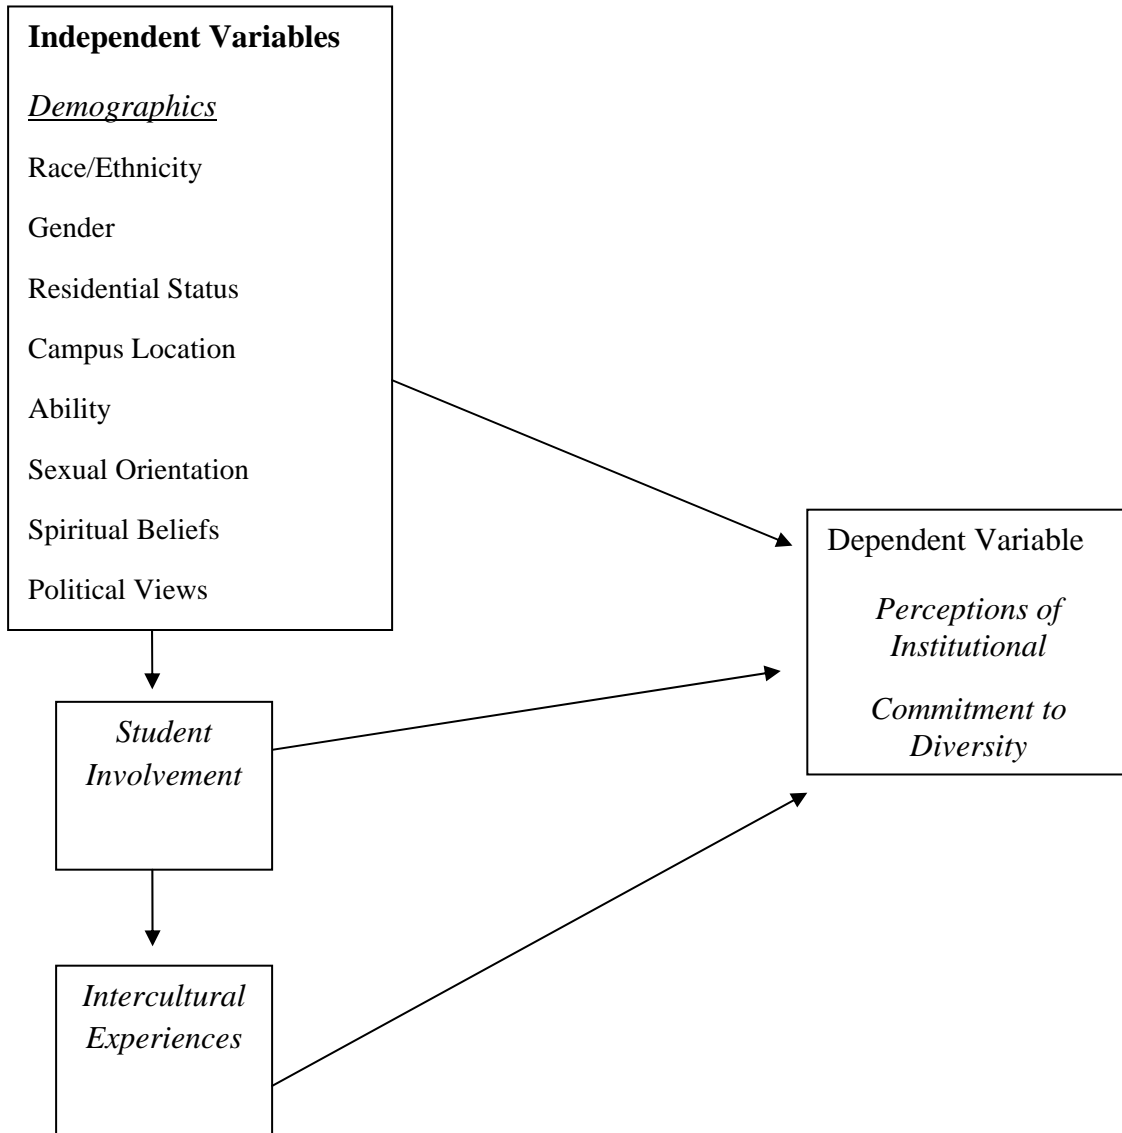 Independent Variables
Demographics
Race/Ethnicity
Gender
Residential Status
Campus Location
Ability
Sexual Orientation
Spiritual Beliefs
Political Views
Student
Involvement
Intercultural
Experiences
Dependent Variable
Perceptions of
Institutional
Commitment to
Diversity